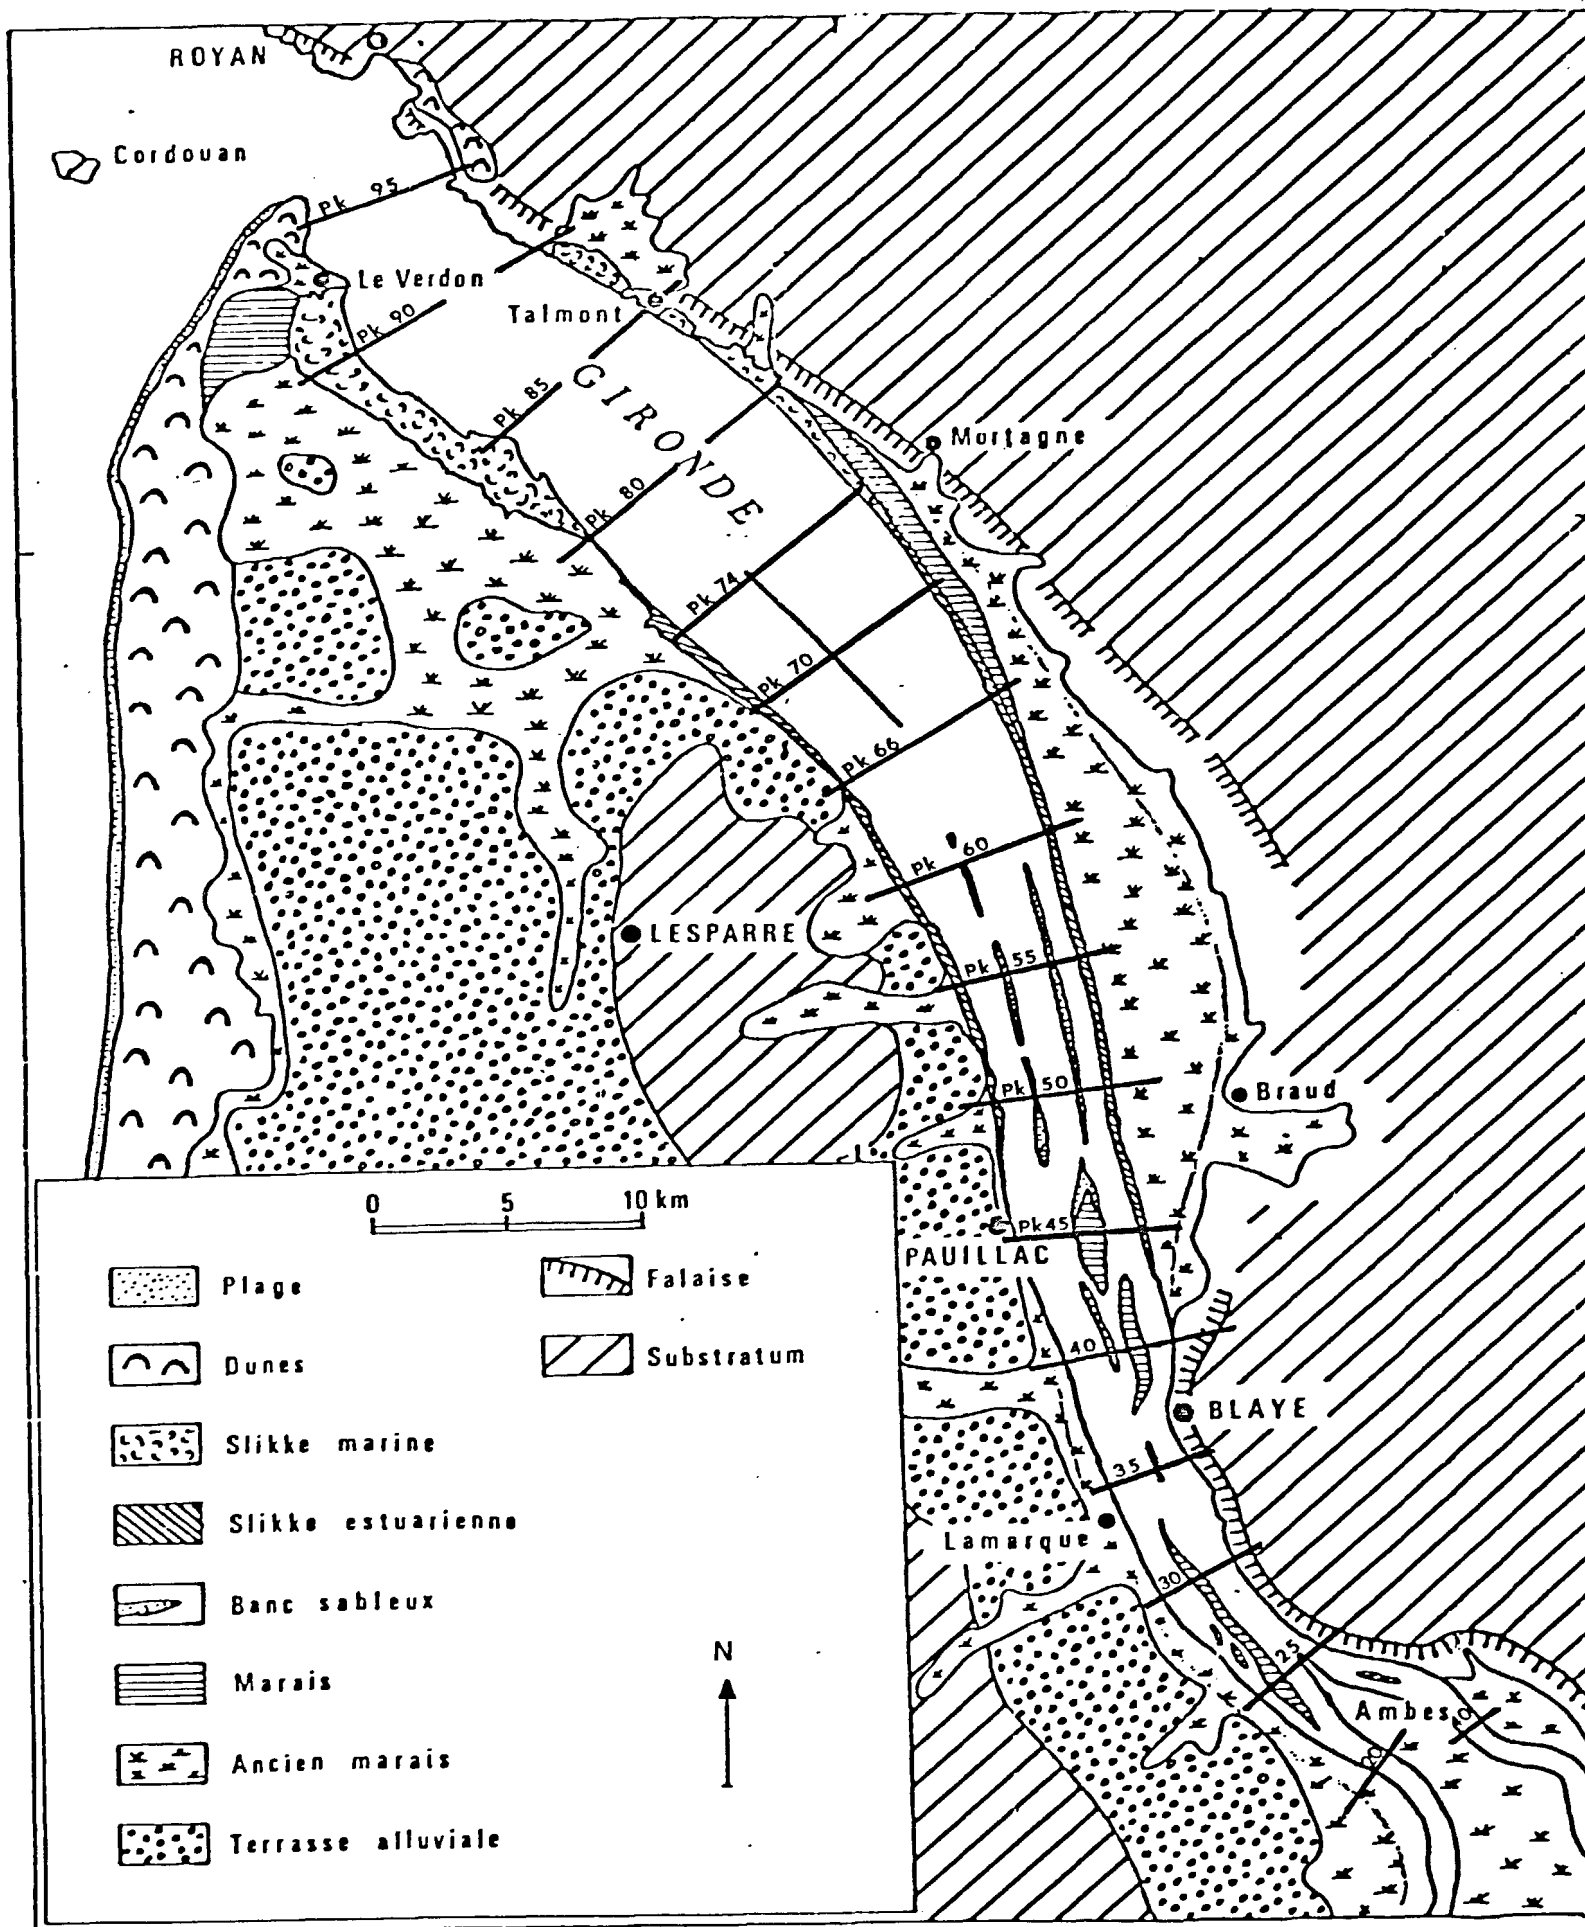 ROYAN
Cordouan
Pk 95
Le Verdon
Pk 90
Talmont
Pk 85
GIRONDE
Mortagne
Pk 80
Pk 74
Pk 70
Pk 66
Pk 60
LESPARRE
Pk 55
Pk 50
Braud
Pk 45
PAUILLAC
40
BLAYE
35
Lamarque
30
25
Ambes
20
0 5 10 km
Plage
Falaise
Dunes
Substratum
Slikke marine
Slikke estuarienne
Banc sableux
Marais
N
Ancien marais
Terrasse alluviale